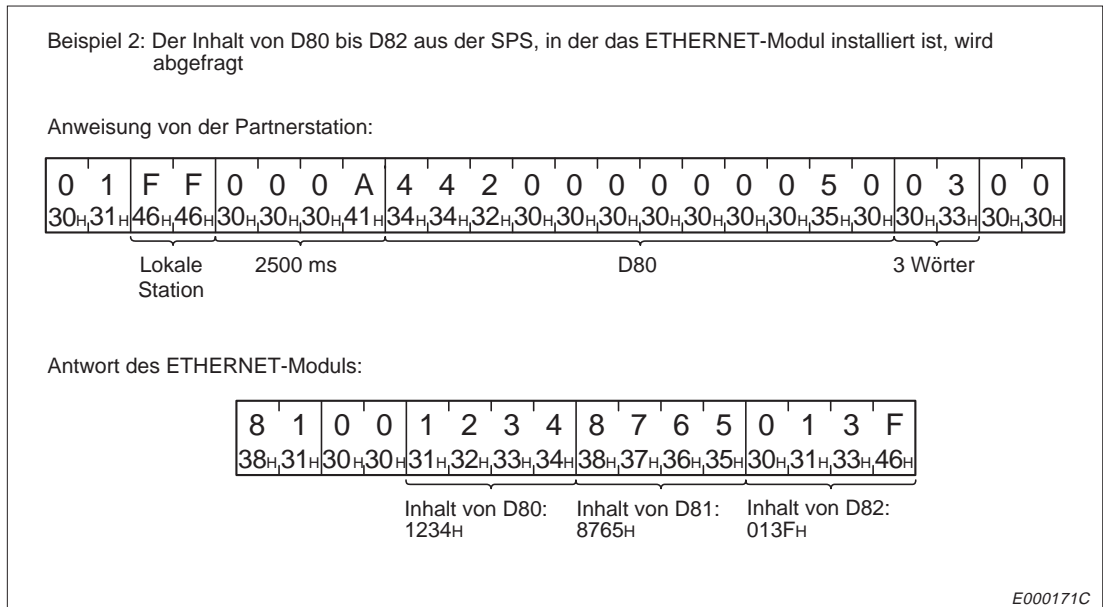 Beispiel 2: Der Inhalt von D80 bis D82 aus der SPS, in der das ETHERNET-Modul installiert ist, wird
abgefragt
Anweisung von der Partnerstation:
0 1 F F 0 0 0 A 4 4 2 0 0 0 0 0 0 0 5 0 0 3 0 0
30H 31H 46H 46H 30H 30H 30H 41H 34H 34H 32H 30H 30H 30H 30H 30H 30H 30H 35H 30H 30H 33H 30H 30H
Lokale 2500 ms D80 3 Wörter
Station
Antwort des ETHERNET-Moduls:
8 1 0 0 1 2 3 4 8 7 6 5 0 1 3 F
38H 31H 30H 30H 31H 32H 33H 34H 38H 37H 36H 35H 30H 31H 33H 46H
Inhalt von D80: Inhalt von D81: Inhalt von D82:
1234H 8765H 013FH
E000171C